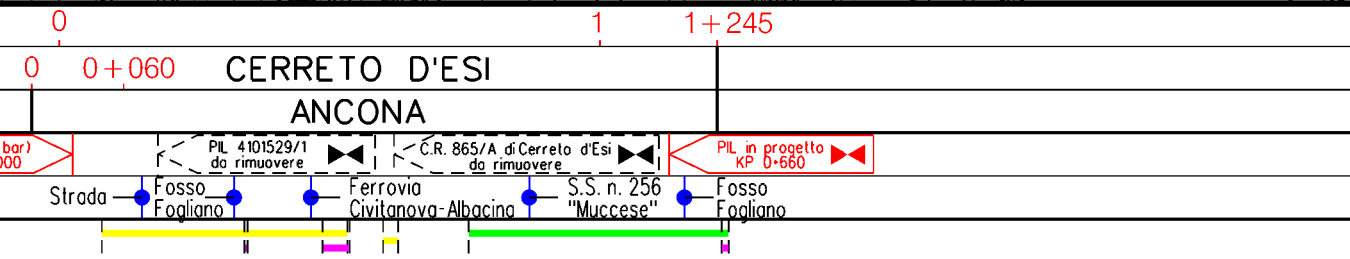 0 1 1+245
0 0+060 CERRETO D'ESI
ANCONA
bar) PIL 4101529/1 C.R. 865/A di Cerreto d'Esi PIL in progetto
000 da rimuovere da rimuovere KP 0+660
Strada Fosso Ferrovia S.S. n. 256 Fosso
Fogliano Civitanova-Albacina "Muccese" Fogliano